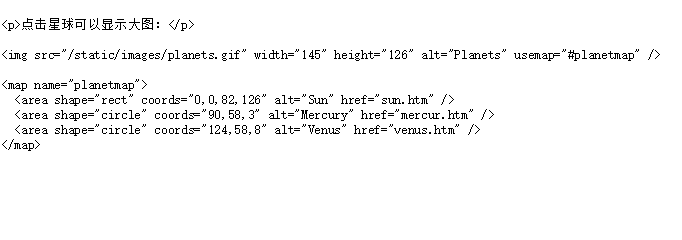 <p>点击星球可以显示大图：</p>
<img src="/static/images/planets.gif" width="145" height="126" alt="Planets" usemap="#planetmap" />
<map name="planetmap">
<area shape="rect" coords="0,0,82,126" alt="Sun" href="sun.htm" />
<area shape="circle" coords="90,58,3" alt="Mercury" href="mercur.htm" />
<area shape="circle" coords="124,58,8" alt="Venus" href="venus.htm" />
</map>